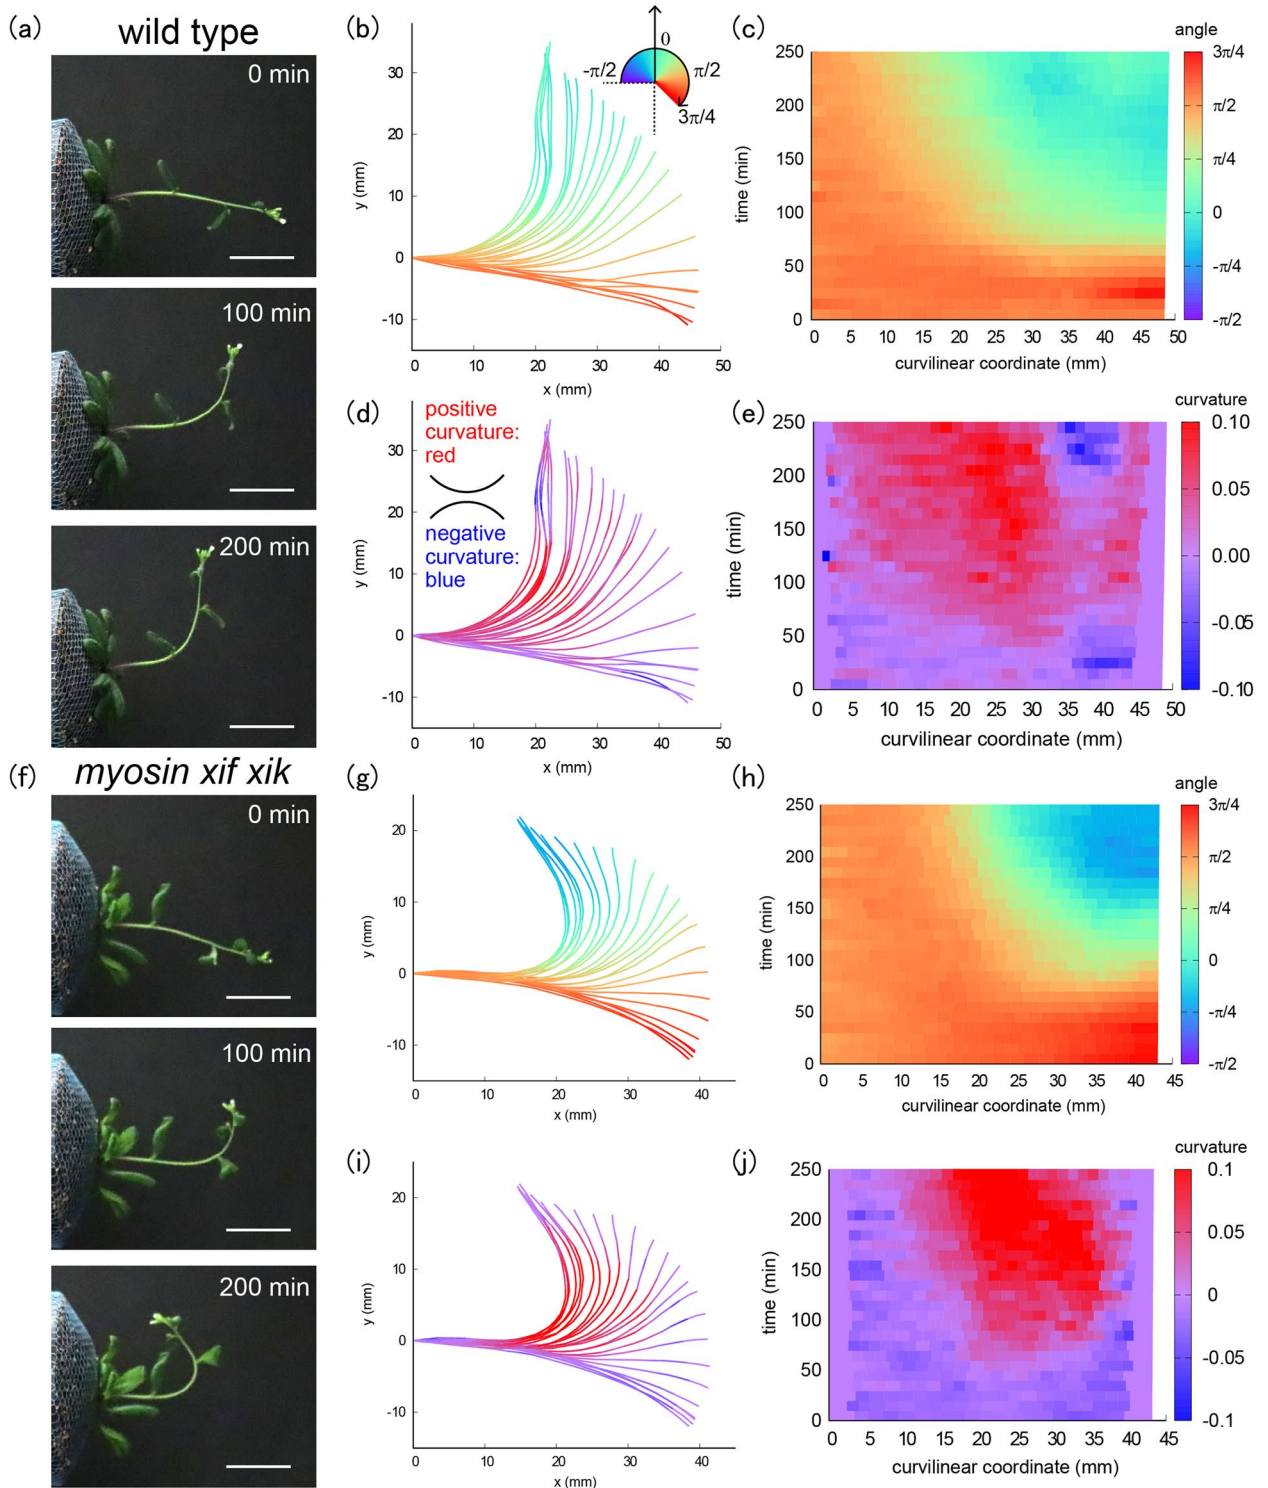 (a) wild type
0 min
100 min
200 min
(b)
30
20
10
0
-10
y (mm)
0 10 20 30 40 50
x (mm)
0
-π/2
π/2
3π/4
(c)
250
200
150
100
50
0
time (min)
0 5 10 15 20 25 30 35 40 45 50
curvilinear coordinate (mm)
angle
3π/4
π/2
π/4
0
-π/4
-π/2
(d)
positive
curvature:
red
negative
curvature:
blue
30
20
10
0
-10
y (mm)
0 10 20 30 40 50
x (mm)
(e)
250
200
150
100
50
0
time (min)
0 5 10 15 20 25 30 35 40 45 50
curvilinear coordinate (mm)
curvature
0.10
0.05
0.00
-0.05
-0.10
(f) myosin xif xik
0 min
100 min
200 min
(g)
20
10
0
-10
y (mm)
0 10 20 30 40
x (mm)
(h)
250
200
150
100
50
0
time (min)
0 5 10 15 20 25 30 35 40 45
curvilinear coordinate (mm)
angle
3π/4
π/2
π/4
0
-π/4
-π/2
(i)
20
10
0
-10
y (mm)
0 10 20 30 40
x (mm)
(j)
250
200
150
100
50
0
time (min)
0 5 10 15 20 25 30 35 40 45
curvilinear coordinate (mm)
curvature
0.1
0.05
0
-0.05
-0.1